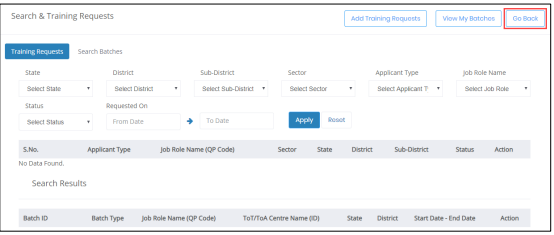 Search & Training Requests Add Training Requests View My Batches Go Back
Training Requests Search Batches
State District Sub-District Sector Applicant Type Job Role Name
Select State Select District Select Sub-District Select Sector Select Applicant T Select Job Role
Status Requested On
Select Status From Date To Date Apply Reset
S.No. Applicant Type Job Role Name (QP Code) Sector State District Sub-District Status Action
No Data Found.
Search Results
Batch ID Batch Type Job Role Name (QP Code) ToT/ToA Centre Name (ID) State District Start Date - End Date Action